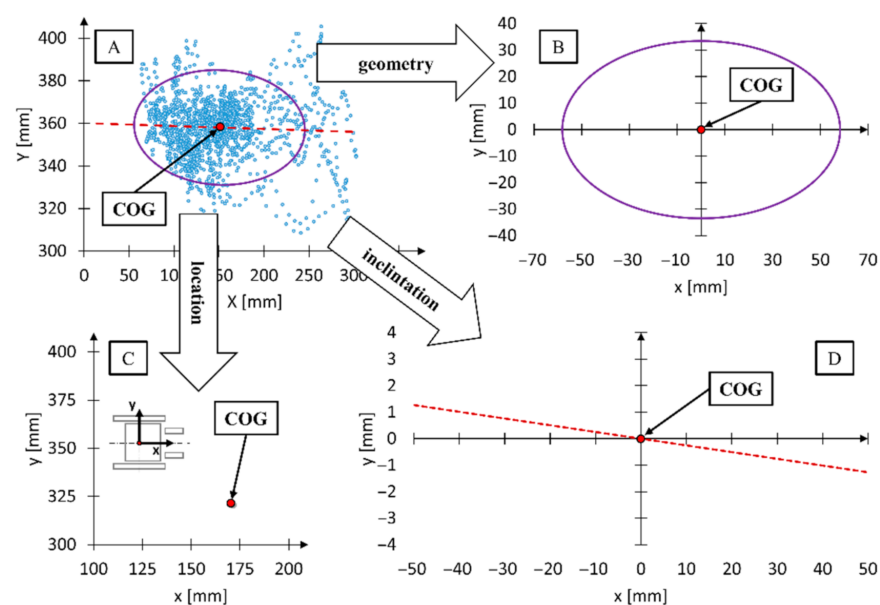 A
geometry
COG
Y [mm]
400
380
360
340
320
300
0
50
100
150
200
250
300
X [mm]
B
COG
y [mm]
40
30
20
10
0
−10
−20
−30
−40
−70
−50
−30
−10
10
30
50
70
x [mm]
location
inclintation
C
COG
y
x
y [mm]
400
375
350
325
300
100
125
150
175
200
x [mm]
D
COG
y [mm]
4
3
2
1
0
−1
−2
−3
−4
−50
−40
−30
−20
−10
0
10
20
30
40
50
x [mm]